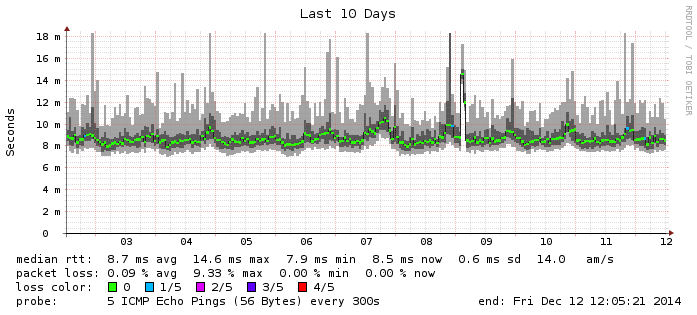 Last 10 Days
RRDTOOL / TOBI OETIKER
Seconds
18 m
16 m
14 m
12 m
10 m
8 m
6 m
4 m
2 m
0
03 04 05 06 07 08 09 10 11 12
median rtt: 8.7 ms avg 14.6 ms max 7.9 ms min 8.5 ms now 0.6 ms sd 14.0 am/s
packet loss: 0.09 % avg 9.33 % max 0.00 % min 0.00 % now
loss color: 0 1/5 2/5 3/5 4/5
probe: 5 ICMP Echo Pings (56 Bytes) every 300s end: Fri Dec 12 12:05:21 2014